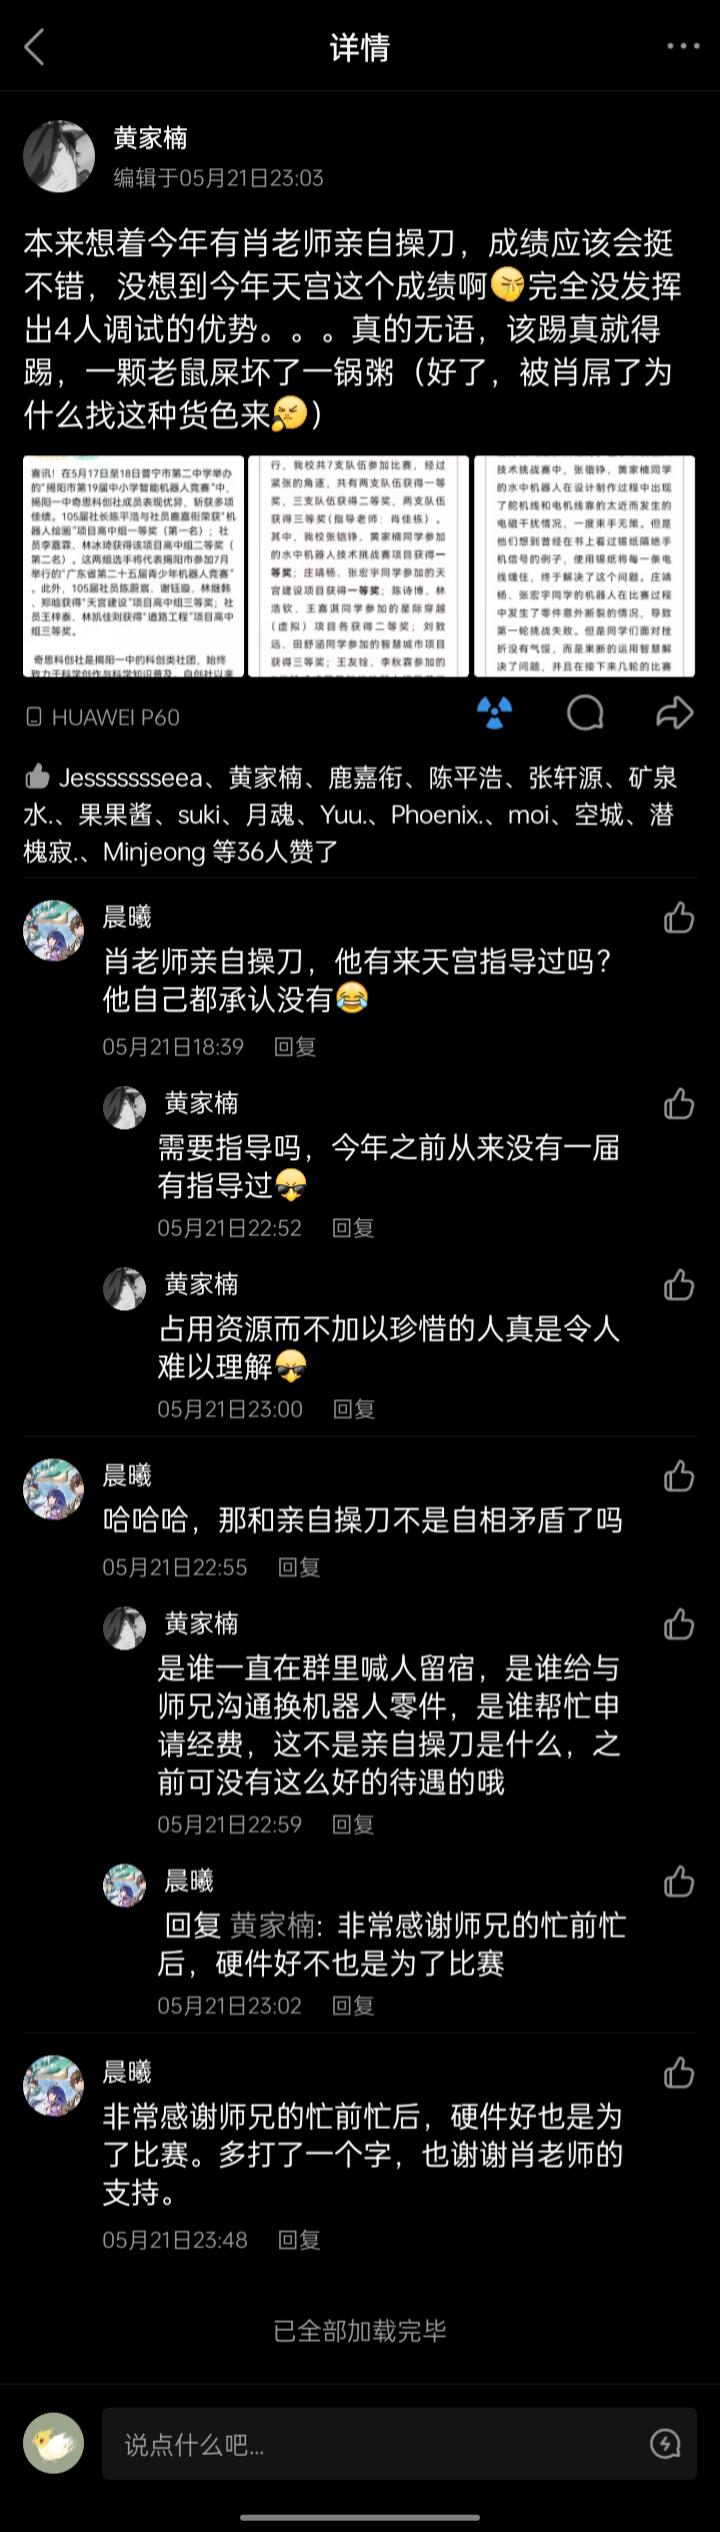 详情
黄家楠
编辑于05月21日23:03
本来想着今年有肖老师亲自操刀，成绩应该会挺
不错，没想到今年天宫这个成绩啊完全没发挥
出4人调试的优势。。。真的无语，该踢真就得
踢，一颗老鼠屎坏了一锅粥（好了，被肖屌了为
什么找这种货色来）
喜讯！在5月17日至18日普宁市第二中学举办
的“揭阳市第19届中小学智能机器人竞赛”中，
揭阳一中奇思科创社成员表现优异，斩获多项
佳绩。105届社长陈平浩与社员鹿嘉衔荣获“机
器人绘画”项目高中组一等奖（第一名）；社
员李嘉霖、林冰琦获得该项目高中组二等奖（
第二名）。这两组选手将代表揭阳市参加7月
举行的“广东省第二十五届青少年机器人竞赛”
。此外，105届社员陈蔚宸、谢钰璇、林继韩
、郑晗获得“天宫建设”项目高中组三等奖；社
员王梓泰、林凯佳则获得“道路工程”项目高中
组三等奖。
奇思科创社是揭阳一中的科创类社团，始终
致力于科学创作与科学知识普及。自创社以来
行，我校共7支队伍参加比赛，经过
紧张的角逐，共有两支队伍获得一等
奖，三支队伍获得二等奖，两支队伍
获得三等奖（指导老师：肖佳栋）。
其中，我校张锴铮、黄家楠同学参加
的水中机器人技术挑战赛项目获得一
等奖；庄靖杨、张宏宇同学参加的天
宫建设项目获得一等奖；陈诗博、林
浩钦、王嘉淇同学参加的星际穿越
（虚拟）项目各获得二等奖；刘致
远、田舒涵同学参加的智慧城市项目
获得三等奖；王友铨、李秋霖参加的
技术挑战赛中，张锴铮、黄家楠同学
的水中机器人在设计制作过程中出现
了舵机线和电机线靠的太近而发生的
电磁干扰情况，一度束手无策。但是
他们想到曾经在书上看过锡纸隔绝手
机信号的例子，使用锡纸将每一条电
线缠住，终于解决了这个问题。庄靖
杨、张宏宇同学的机器人在比赛过程
中发生了零件意外断裂的情况，导致
第一轮挑战失败。但是同学们面对挫
折没有气馁，而是果断的运用智慧解
决了问题，并且在接下来几轮的比赛
HUAWEI P60
Jesssssssseea、黄家楠、鹿嘉衔、陈平浩、张轩源、矿泉
水.、果果酱、suki、月魂、Yuu.、Phoenix.、moi、空城、潜
槐寂.、Minjeong 等36人赞了
晨曦
肖老师亲自操刀，他有来天宫指导过吗？
他自己都承认没有
05月21日18:39 回复
黄家楠
需要指导吗，今年之前从来没有一届
有指导过
05月21日22:52 回复
黄家楠
占用资源而不加以珍惜的人真是令人
难以理解
05月21日23:00 回复
晨曦
哈哈哈，那和亲自操刀不是自相矛盾了吗
05月21日22:55 回复
黄家楠
是谁一直在群里喊人留宿，是谁给与
师兄沟通换机器人零件，是谁帮忙申
请经费，这不是亲自操刀是什么，之
前可没有这么好的待遇的哦
05月21日22:59 回复
晨曦
回复 黄家楠: 非常感谢师兄的忙前忙
后，硬件好不也是为了比赛
05月21日23:02 回复
晨曦
非常感谢师兄的忙前忙后，硬件好也是为
了比赛。多打了一个字，也谢谢肖老师的
支持。
05月21日23:48 回复
已全部加载完毕
说点什么吧...